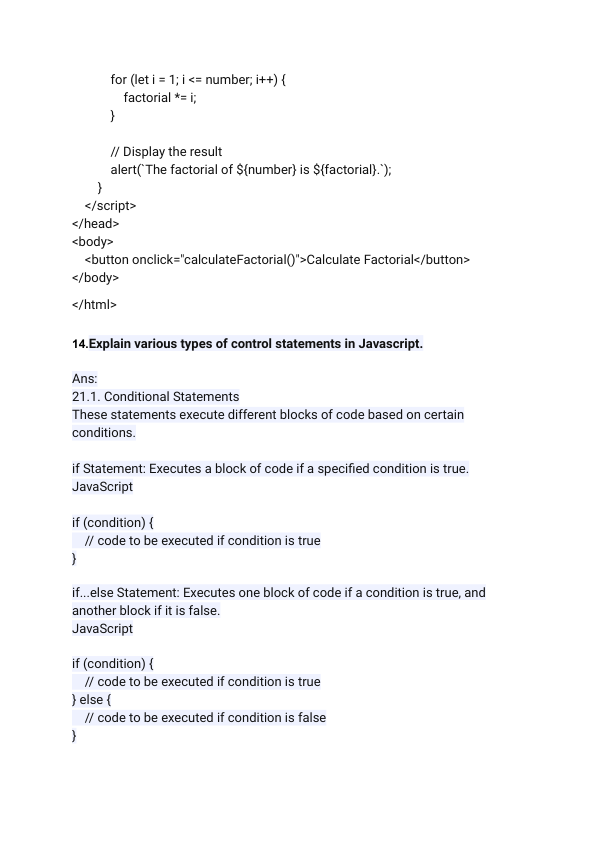 for (let i = 1; i <= number; i++) {
factorial *= i;
}
// Display the result
alert(`The factorial of ${number} is ${factorial}.`);
}
</script>
</head>
<body>
<button onclick="calculateFactorial()">Calculate Factorial</button>
</body>
</html>
14.Explain various types of control statements in Javascript.
Ans:
21.1. Conditional Statements
These statements execute different blocks of code based on certain
conditions.
if Statement: Executes a block of code if a specified condition is true.
JavaScript
if (condition) {
// code to be executed if condition is true
}
if...else Statement: Executes one block of code if a condition is true, and
another block if it is false.
JavaScript
if (condition) {
// code to be executed if condition is true
} else {
// code to be executed if condition is false
}